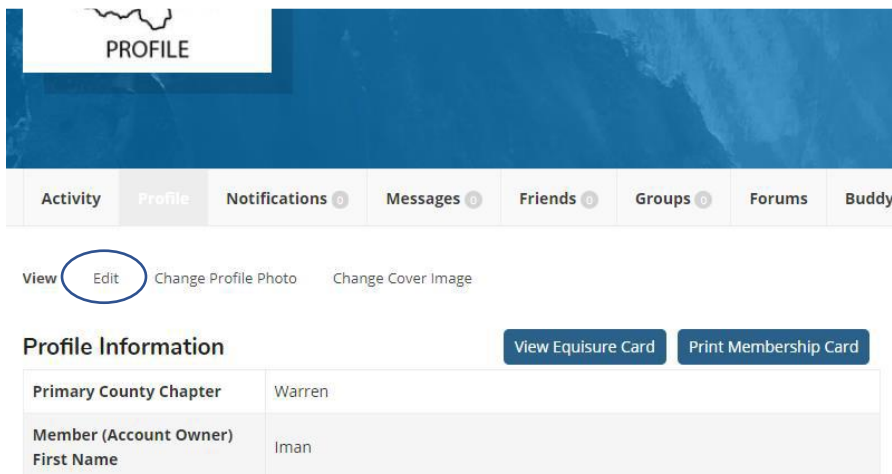 PROFILE
Activity Profile Notifications 0 Messages 0 Friends 0 Groups 0 Forums Buddy
View Edit Change Profile Photo Change Cover Image
Profile Information View Equisure Card Print Membership Card
Primary County Chapter Warren
Member (Account Owner)
First Name Iman